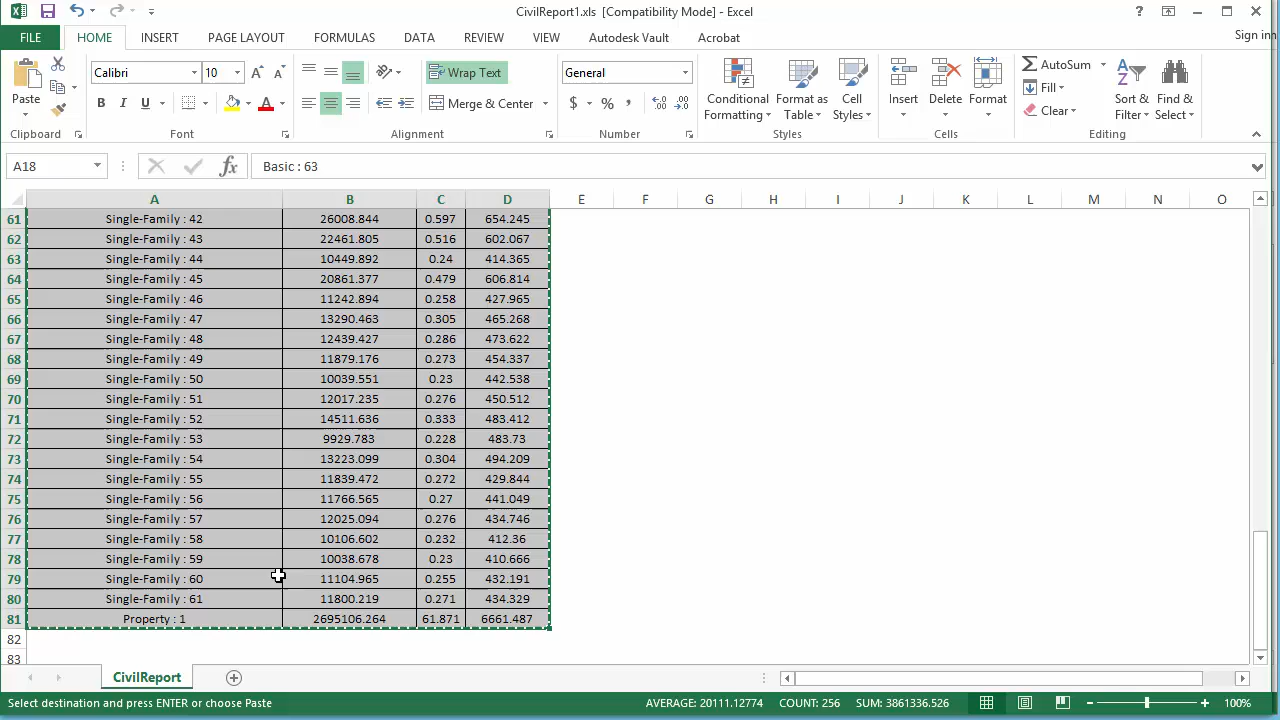 CivilReport1.xls [Compatibility Mode] - Excel
?
FILE HOME INSERT PAGE LAYOUT FORMULAS DATA REVIEW VIEW Autodesk Vault Acrobat Sign in
Calibri 10 Wrap Text General AutoSum
Paste Conditional Formatting Format as Table Cell Styles Insert Delete Format Fill Sort & Filter Find & Select
B I U A Merge & Center $ % , Clear
Clipboard Font Alignment Number Styles Cells Editing
A18 fx Basic : 63
A B C D E F G H I J K L M N O
61 Single-Family : 42 26008.844 0.597 654.245
62 Single-Family : 43 22461.805 0.516 602.067
63 Single-Family : 44 10449.892 0.24 414.365
64 Single-Family : 45 20861.377 0.479 606.814
65 Single-Family : 46 11242.894 0.258 427.965
66 Single-Family : 47 13290.463 0.305 465.268
67 Single-Family : 48 12439.427 0.286 473.622
68 Single-Family : 49 11879.176 0.273 454.337
69 Single-Family : 50 10039.551 0.23 442.538
70 Single-Family : 51 12017.235 0.276 450.512
71 Single-Family : 52 14511.636 0.333 483.412
72 Single-Family : 53 9929.783 0.228 483.73
73 Single-Family : 54 13223.099 0.304 494.209
74 Single-Family : 55 11839.472 0.272 429.844
75 Single-Family : 56 11766.565 0.27 441.049
76 Single-Family : 57 12025.094 0.276 434.746
77 Single-Family : 58 10106.602 0.232 412.36
78 Single-Family : 59 10038.678 0.23 410.666
79 Single-Family : 60 11104.965 0.255 432.191
80 Single-Family : 61 11800.219 0.271 434.329
81 Property : 1 2695106.264 61.871 6661.487
82
83
CivilReport
Select destination and press ENTER or choose Paste AVERAGE: 20111.12774 COUNT: 256 SUM: 3861336.526 100%